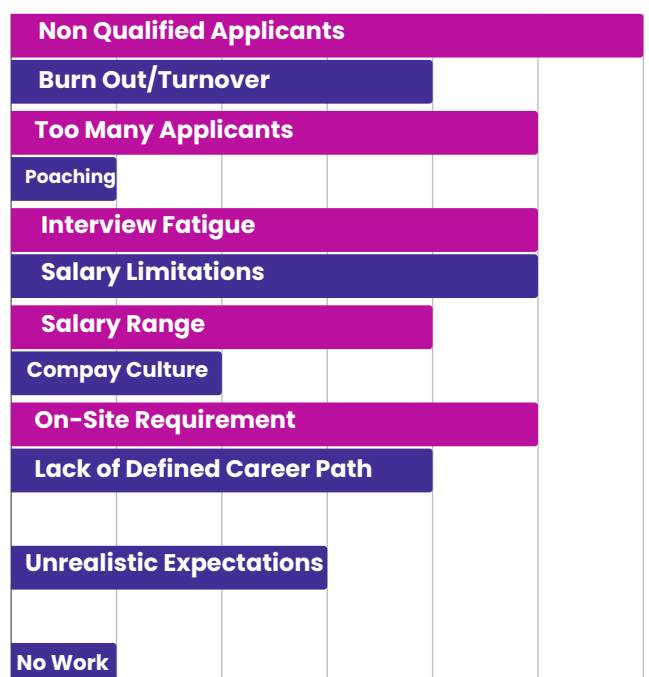 Non Qualified Applicants
Burn Out/Turnover
Too Many Applicants
Poaching
Interview Fatigue
Salary Limitations
Salary Range
Compay Culture
On-Site Requirement
Lack of Defined Career Path
Unrealistic Expectations
No Work